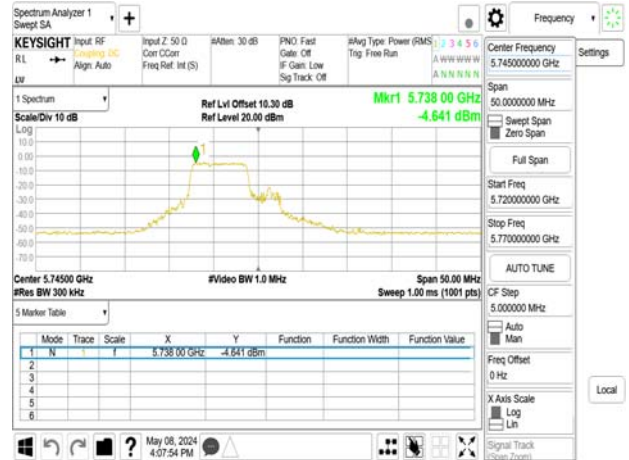 Spectrum Analyzer 1
Swept SA
+
Frequency
KEYSIGHT
RL
Input: RF
Coupling: DC
Align: Auto
Input Z: 50 Ω
Corr CCorr
Freq Ref: Int (S)
#Atten: 30 dB
PNO: Fast
Gate: Off
IF Gain: Low
Sig Track: Off
#Avg Type: Power (RMS
Trig: Free Run
1 2 3 4 5 6
A W W W W W
A N N N N N
1 Spectrum
Scale/Div 10 dB
Ref Lvl Offset 10.30 dB
Ref Level 20.00 dBm
Mkr1 5.738 00 GHz
-4.641 dBm
Log
10.0
0.00
-10.0
-20.0
-30.0
-40.0
-50.0
-60.0
-70.0
1
Center 5.74500 GHz
#Res BW 300 kHz
#Video BW 1.0 MHz
Span 50.00 MHz
Sweep 1.00 ms (1001 pts)
5 Marker Table
Mode Trace Scale X Y Function Function Width Function Value
1 N 1 f 5.738 00 GHz -4.641 dBm
2
3
4
5
6
May 08, 2024
4:07:54 PM
?
Center Frequency
5.745000000 GHz
Settings
Span
50.0000000 MHz
Swept Span
Zero Span
Full Span
Start Freq
5.720000000 GHz
Stop Freq
5.770000000 GHz
AUTO TUNE
CF Step
5.000000 MHz
Auto
Man
Freq Offset
0 Hz
X Axis Scale
Log
Lin
Local
Signal Track
(Span Zoom)